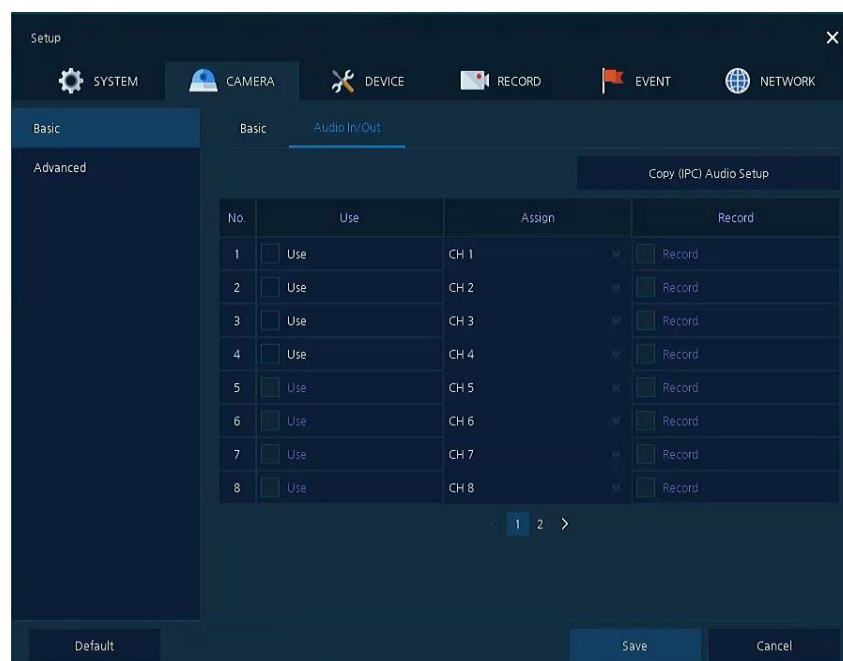 Setup
SYSTEM CAMERA DEVICE RECORD EVENT NETWORK
Basic Basic Audio In/Out
Advanced
Copy (IPC) Audio Setup
No. Use Assign Record
1 Use CH 1 Record
2 Use CH 2 Record
3 Use CH 3 Record
4 Use CH 4 Record
5 Use CH 5 Record
6 Use CH 6 Record
7 Use CH 7 Record
8 Use CH 8 Record
1 2
Default Save Cancel